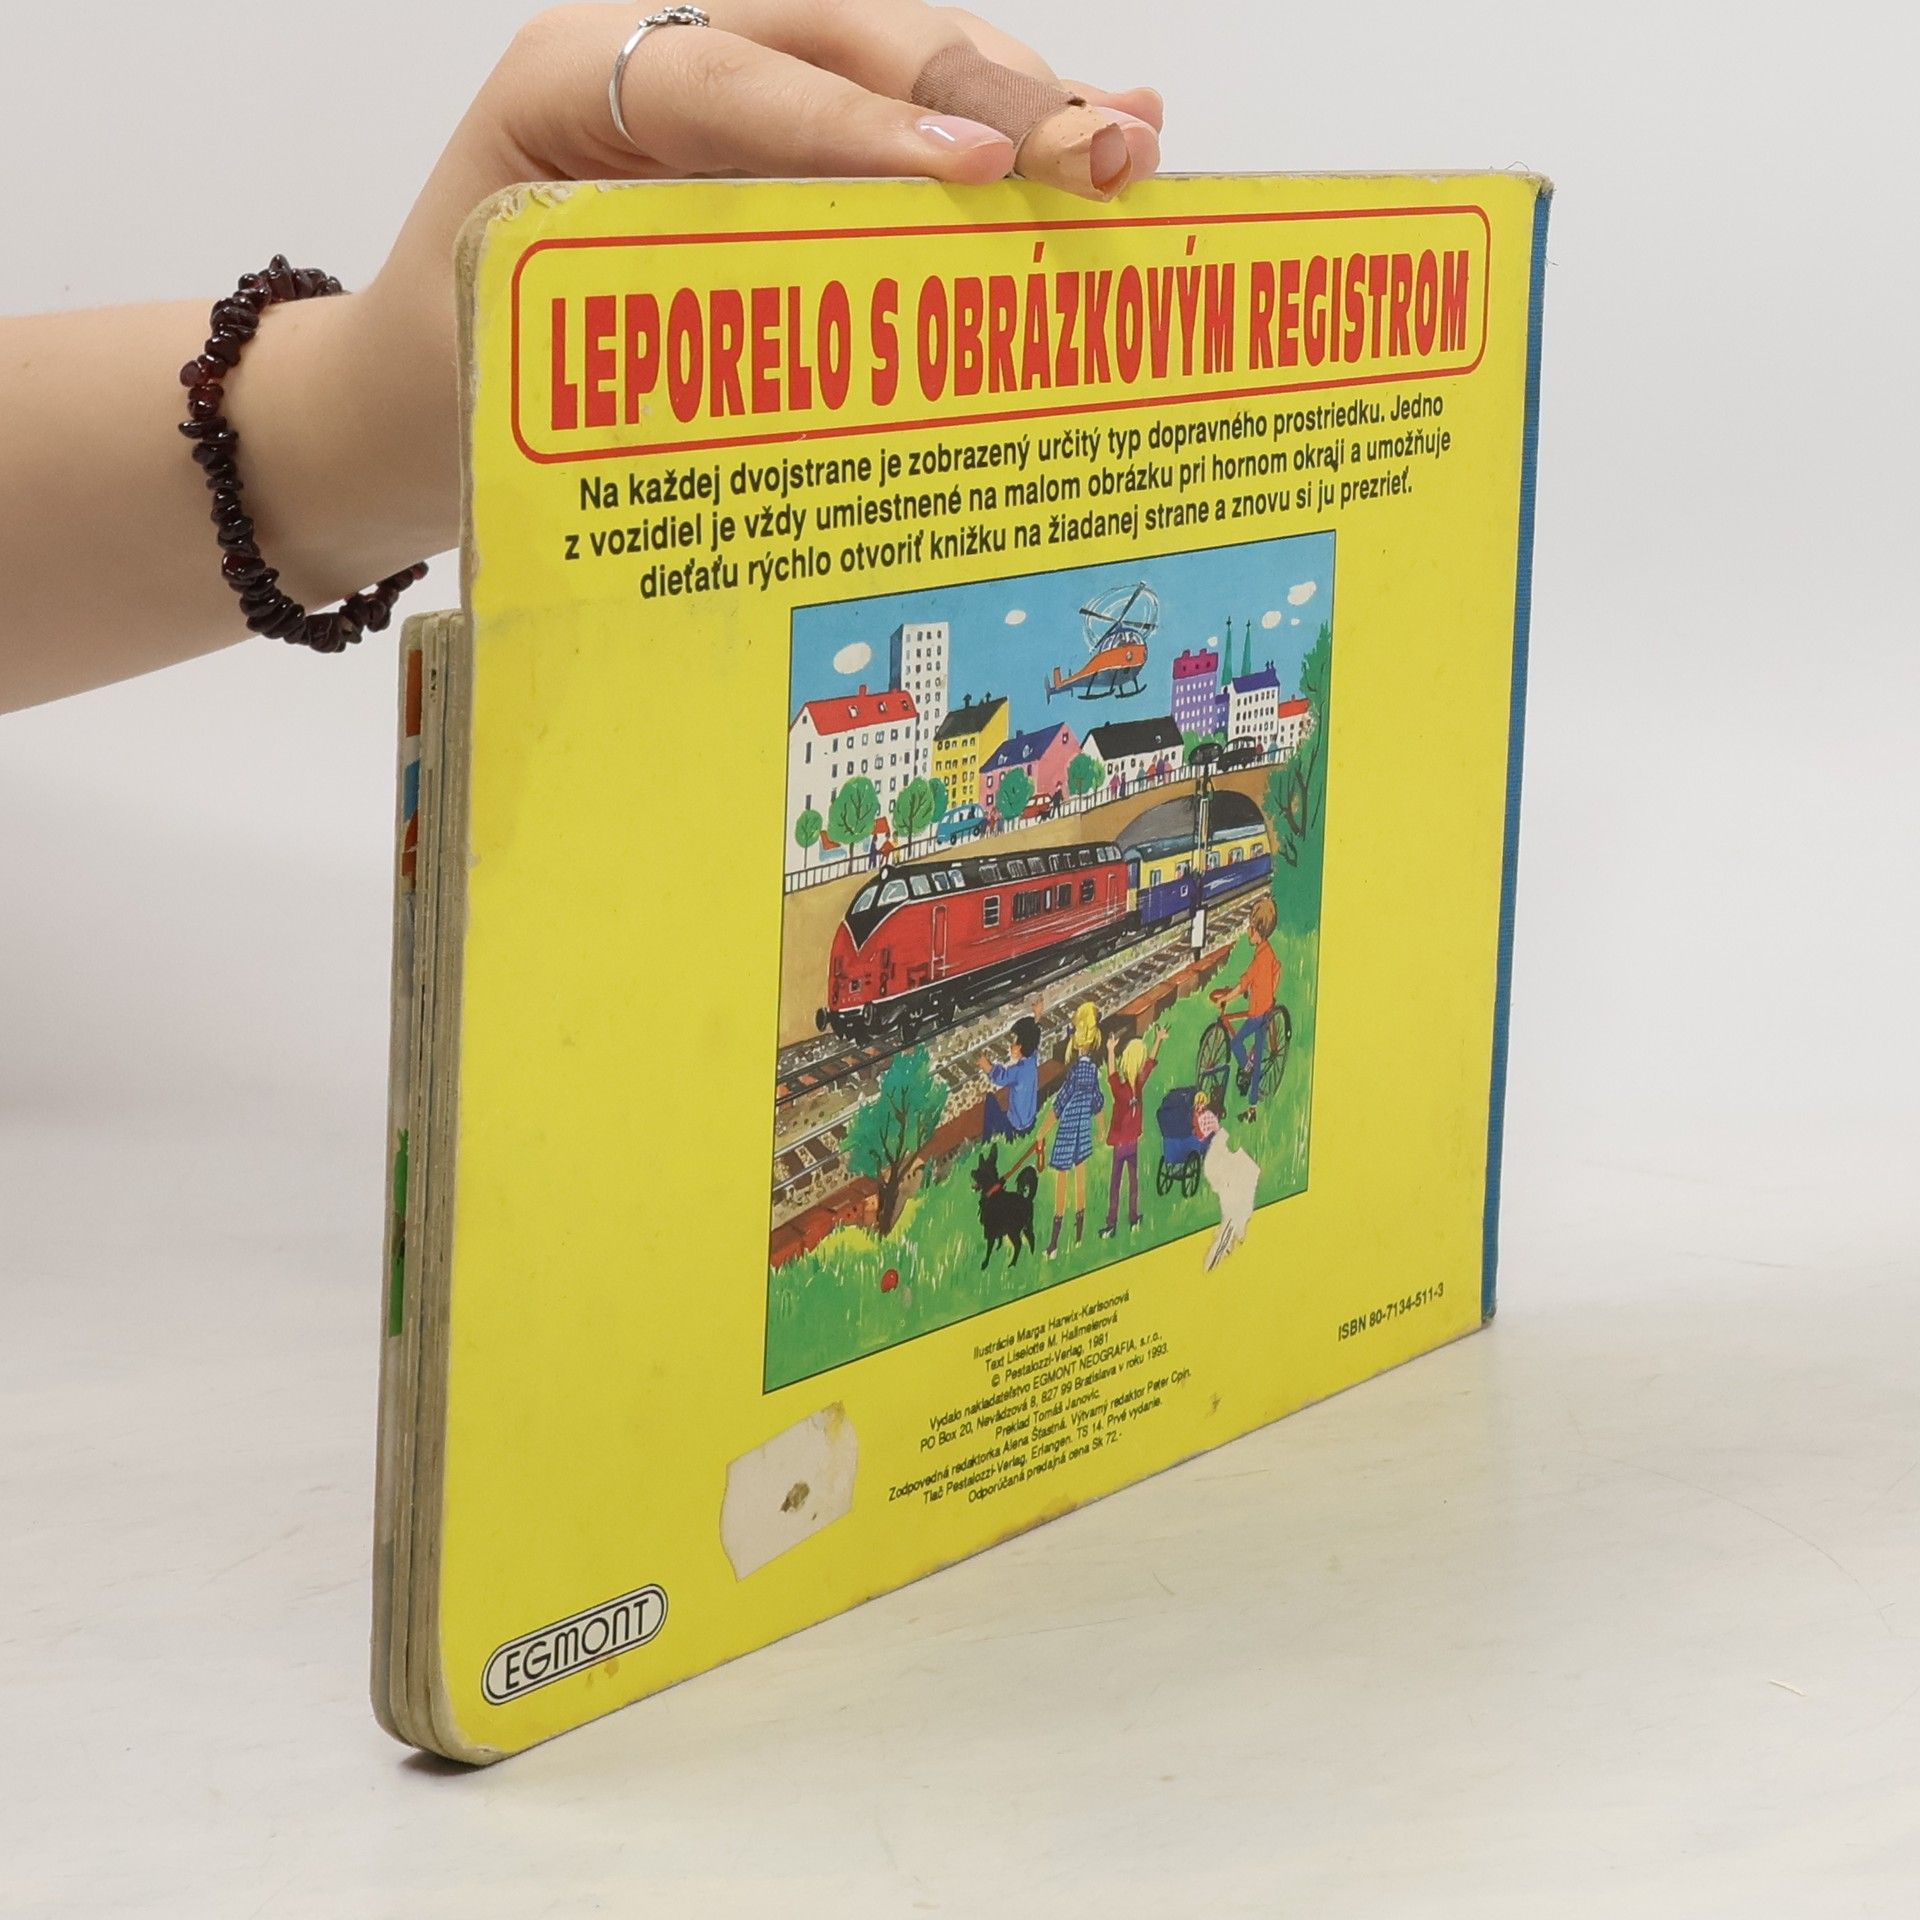 LEPORELO S OBRÁZKOVÝM REGISTROM
Na každej dvojstrane je zobrazený určitý typ dopravného prostriedku. Jedno
z vozidiel je vždy umiestnené na malom obrázku pri hornom okraji a umožňuje
dieťaťu rýchlo otvoriť knižku na žiadanej strane a znovu si ju prezrieť.
Ilustrácie Marga Harwix-Karlsonová
Text Liselotte M. Hallmeierová
© Pestalozzi-Verlag, 1981
Vydalo nakladateľstvo EGMONT NEOGRAFIA, s.r.o.,
PO Box 20, Nevädzová 8, 827 99 Bratislava v roku 1993.
Preklad Tomáš Janovic.
Zodpovedná redaktorka Alena Šťastná. Výtvarný redaktor Peter Cpin.
Tlač Pestalozzi-Verlag, Erlangen. TS 14. Prvé vydanie.
Odporúčaná predajná cena Sk 72.-
ISBN 80-7134-511-3
EGMONT